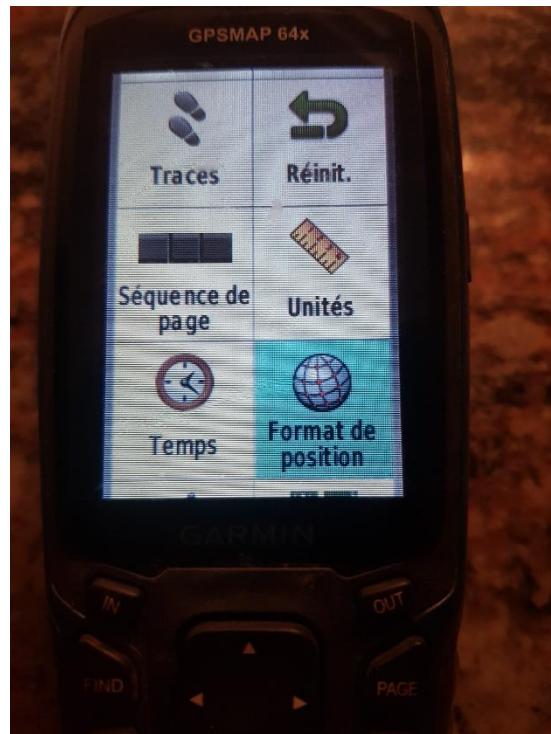 GPSMAP 64x
Traces
Réinit.
Séquence de
page
Unités
Temps
Format de
position
GARMIN
IN
OUT
FIND
PAGE